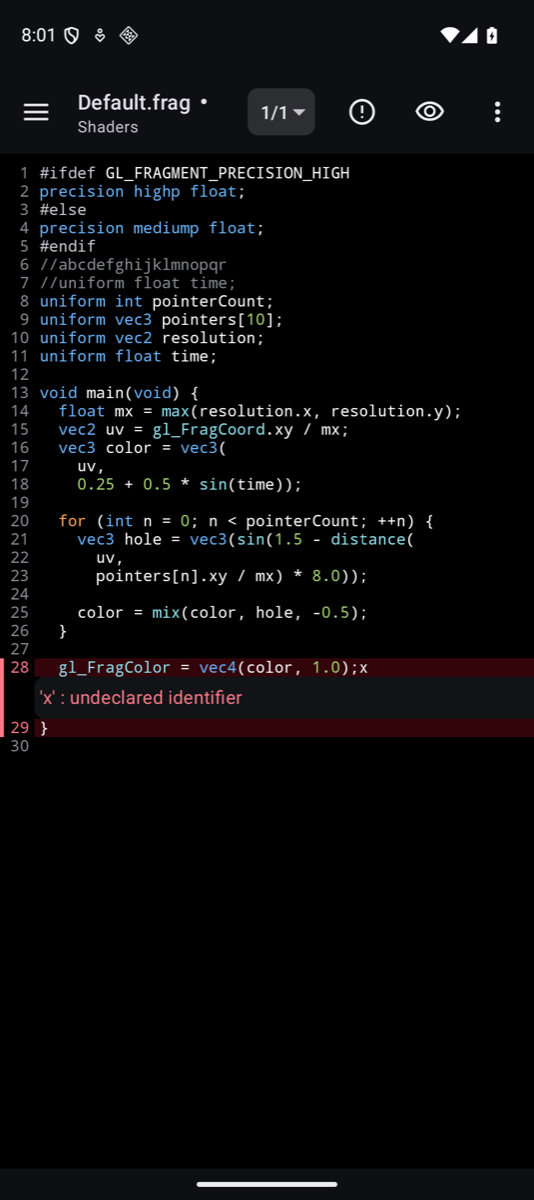 8:01
Default.frag •
Shaders
1/1
1 #ifdef GL_FRAGMENT_PRECISION_HIGH
2 precision highp float;
3 #else
4 precision mediump float;
5 #endif
6 //abcdefghijklmnopqr
7 //uniform float time;
8 uniform int pointerCount;
9 uniform vec3 pointers[10];
10 uniform vec2 resolution;
11 uniform float time;
12
13 void main(void) {
14   float mx = max(resolution.x, resolution.y);
15   vec2 uv = gl_FragCoord.xy / mx;
16   vec3 color = vec3(
17     uv,
18     0.25 + 0.5 * sin(time));
19
20   for (int n = 0; n < pointerCount; ++n) {
21     vec3 hole = vec3(sin(1.5 - distance(
22       uv,
23       pointers[n].xy / mx) * 8.0));
24
25     color = mix(color, hole, -0.5);
26   }
27
28   gl_FragColor = vec4(color, 1.0);x
'x' : undeclared identifier
29 }
30